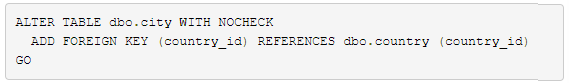 ALTER TABLE dbo.city WITH NOCHECK
ADD FOREIGN KEY (country_id) REFERENCES dbo.country (country_id)
GO